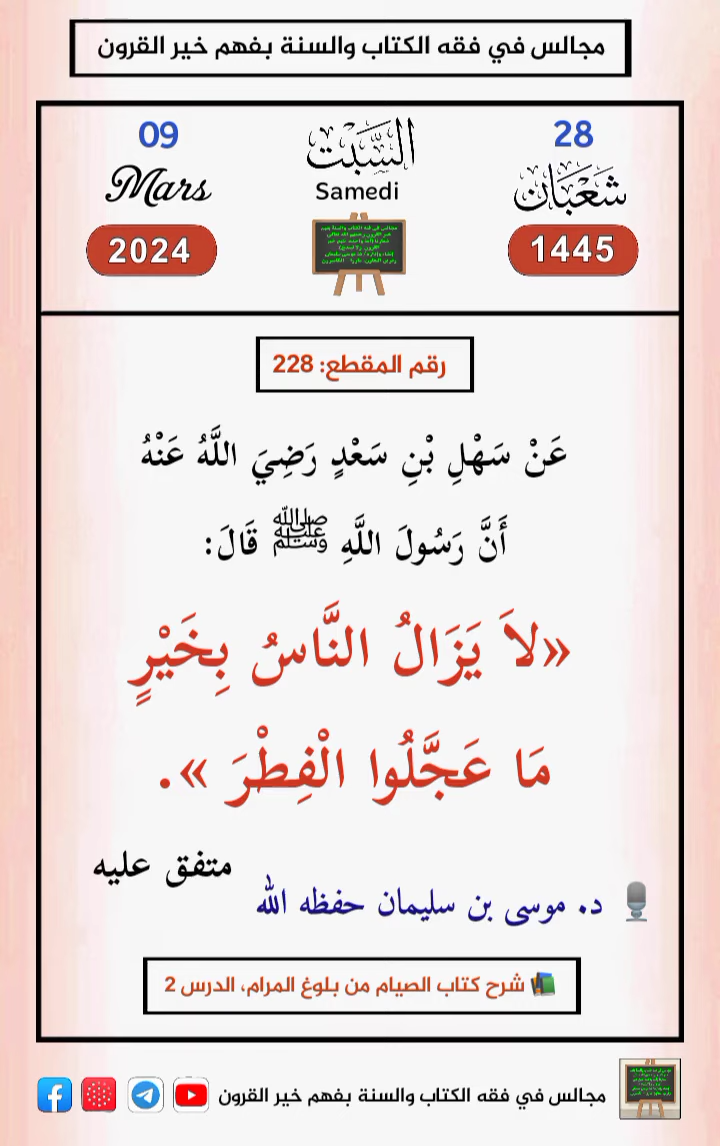 مجالس في فقه الكتاب والسنة بفهم خير القرون
28
شَعْبَان
1445
السَّبْت
Samedi
09
Mars
2024
رقم المقطع: 228
عَنْ سَهْلِ بْنِ سَعْدٍ رَضِيَ اللَّهُ عَنْهُ
أَنَّ رَسُولَ اللَّهِ ﷺ قَالَ:
«لاَ يَزَالُ النَّاسُ بِخَيْرٍ
مَا عَجَّلُوا الْفِطْرَ ».
متفق عليه
د. موسى بن سليمان حفظه الله
شرح كتاب الصيام من بلوغ المرام، الدرس 2
مجالس في فقه الكتاب والسنة بفهم خير القرون